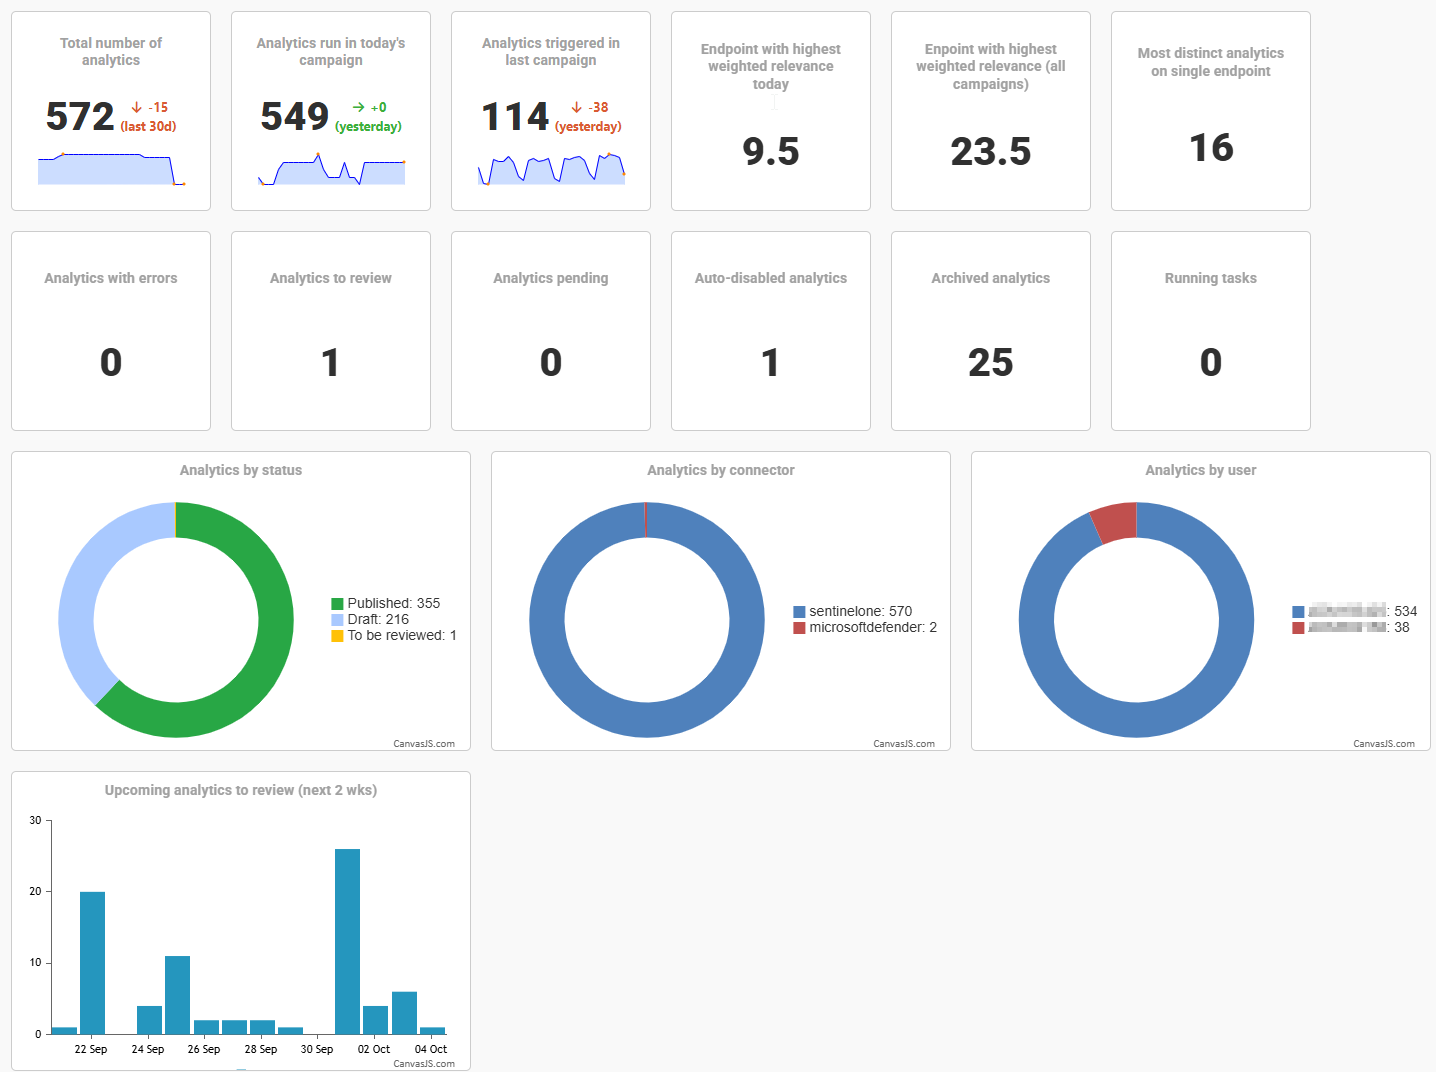 Total number of
analytics
572
-15
(last 30d)
Analytics run in today's
campaign
549
+0
(yesterday)
Analytics triggered in
last campaign
114
-38
(yesterday)
Endpoint with highest
weighted relevance
today
9.5
Enpoint with highest
weighted relevance (all
campaigns)
23.5
Most distinct analytics
on single endpoint
16
Analytics with errors
0
Analytics to review
1
Analytics pending
0
Auto-disabled analytics
1
Archived analytics
25
Running tasks
0
Analytics by status
Published: 355
Draft: 216
To be reviewed: 1
CanvasJS.com
Analytics by connector
sentinelone: 570
microsoftdefender: 2
CanvasJS.com
Analytics by user
: 534
: 38
CanvasJS.com
Upcoming analytics to review (next 2 wks)
30
20
10
0
22 Sep
24 Sep
26 Sep
28 Sep
30 Sep
02 Oct
04 Oct
CanvasJS.com